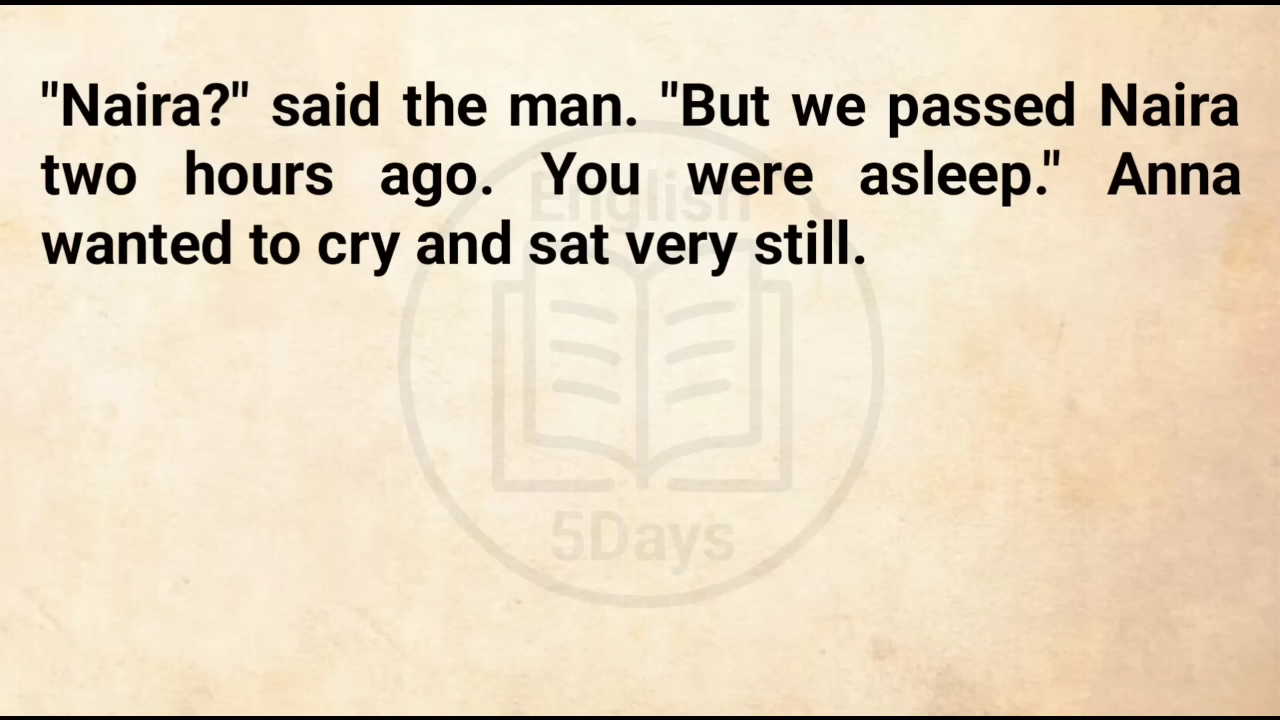 "Naira?" said the man. "But we passed Naira
two hours ago. You were asleep." Anna
wanted to cry and sat very still.
English
5Days